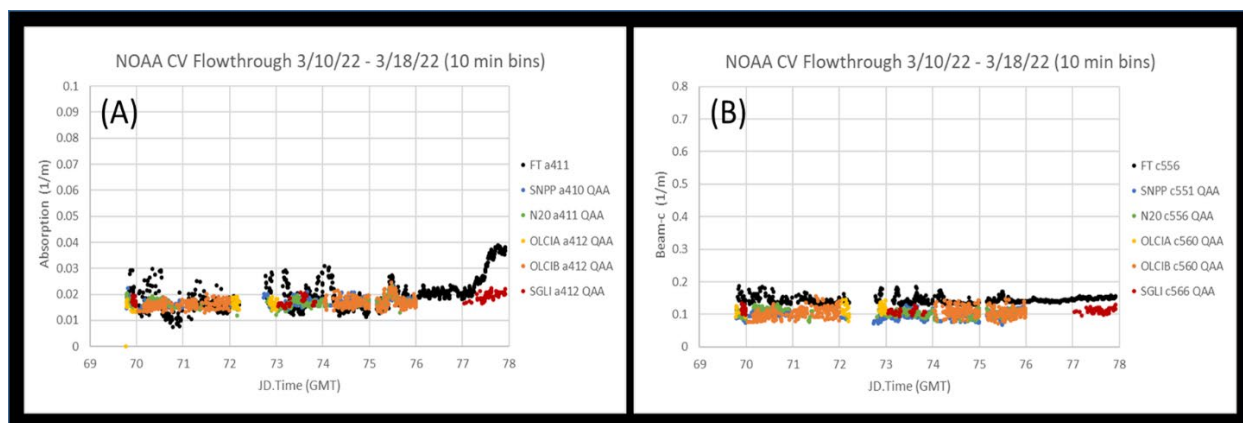 NOAA CV Flowthrough 3/10/22 - 3/18/22 (10 min bins)
(A)
Absorption (1/m)
0.1
0.09
0.08
0.07
0.06
0.05
0.04
0.03
0.02
0.01
0
69 70 71 72 73 74 75 76 77 78
JD.Time (GMT)
FT a411
SNPP a410 QAA
N20 a411 QAA
OLCIA a412 QAA
OLCIB a412 QAA
SGLI a412 QAA
NOAA CV Flowthrough 3/10/22 - 3/18/22 (10 min bins)
(B)
Beam-c (1/m)
0.8
0.7
0.6
0.5
0.4
0.3
0.2
0.1
0
69 70 71 72 73 74 75 76 77 78
JD.Time (GMT)
FT c556
SNPP c551 QAA
N20 c556 QAA
OLCIA c560 QAA
OLCIB c560 QAA
SGLI c566 QAA